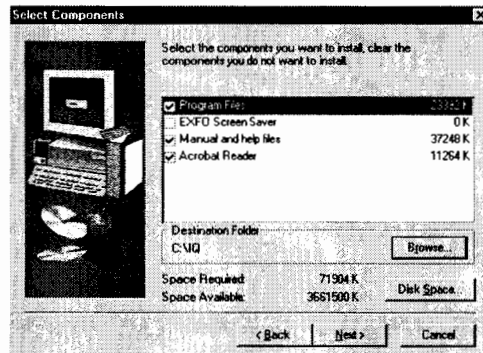 Select Components
Select the components you want to install, clear the
components you do not want to install.
Program Files 23392 K
EXFO Screen Saver 0 K
Manual and help files 37248 K
Acrobat Reader 11264 K
Destination Folder
C:\IQ
Browse...
Space Required: 71904 K
Space Available: 3661500 K
Disk Space...
< Back
Next >
Cancel